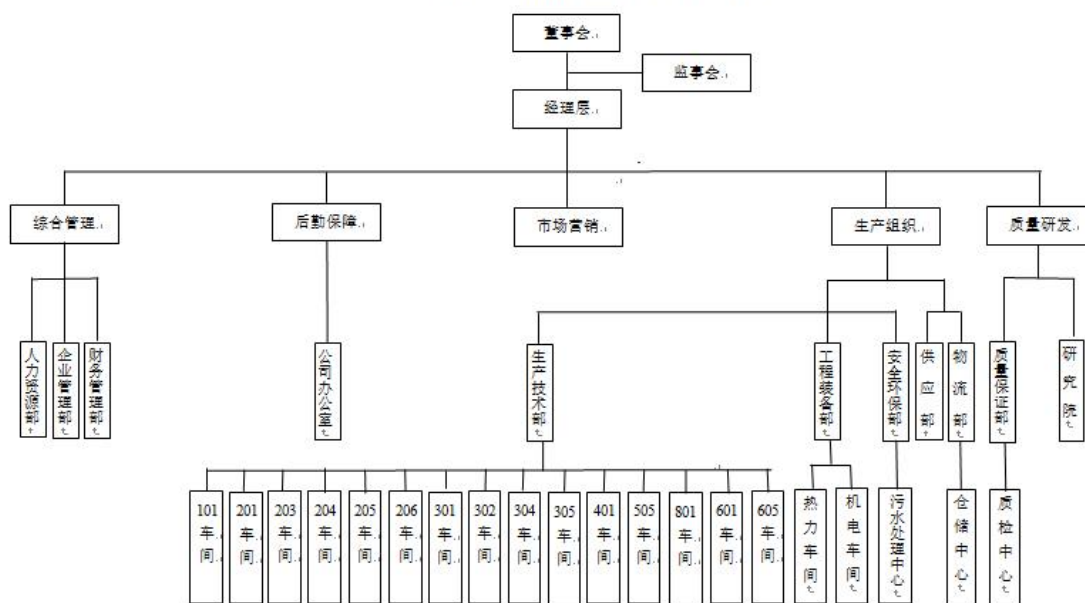 董事会
监事会
经理层
综合管理
后勤保障
市场营销
生产组织
质量研发
人力资源部
企业管理部
财务管理部
公司办公室
生产技术部
工程装备部
安全环保部
供应部
物流部
质量保证部
研究院
101车间
201车间
203车间
204车间
205车间
206车间
301车间
302车间
304车间
305车间
401车间
505车间
801车间
601车间
605车间
热力车间
机电车间
污水处理中心
仓储中心
质检中心